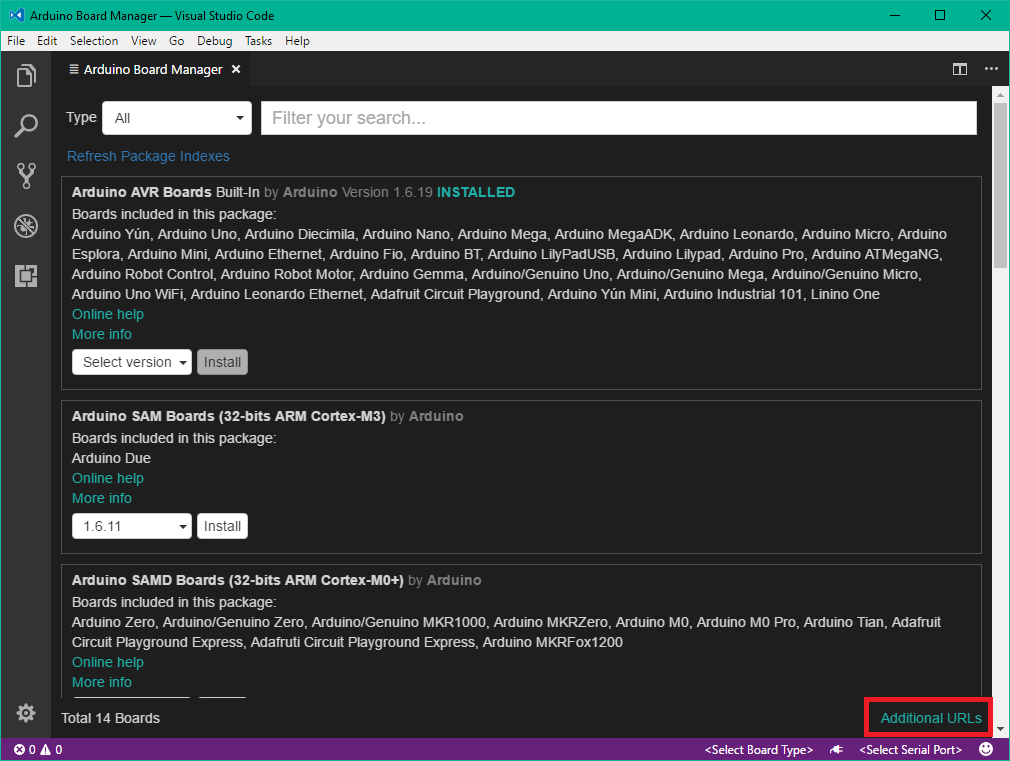 Arduino Board Manager — Visual Studio Code
File Edit Selection View Go Debug Tasks Help
Arduino Board Manager
Type All Filter your search...
Refresh Package Indexes
Arduino AVR Boards Built-In by Arduino Version 1.6.19 INSTALLED
Boards included in this package:
Arduino Yún, Arduino Uno, Arduino Diecimila, Arduino Nano, Arduino Mega, Arduino MegaADK, Arduino Leonardo, Arduino Micro, Arduino
Esplora, Arduino Mini, Arduino Ethernet, Arduino Fio, Arduino BT, Arduino LilyPadUSB, Arduino Lilypad, Arduino Pro, Arduino ATMegaNG,
Arduino Robot Control, Arduino Robot Motor, Arduino Gemma, Arduino/Genuino Uno, Arduino/Genuino Mega, Arduino/Genuino Micro,
Arduino Uno WiFi, Arduino Leonardo Ethernet, Adafruit Circuit Playground, Arduino Yún Mini, Arduino Industrial 101, Linino One
Online help
More info
Select version Install
Arduino SAM Boards (32-bits ARM Cortex-M3) by Arduino
Boards included in this package:
Arduino Due
Online help
More info
1.6.11 Install
Arduino SAMD Boards (32-bits ARM Cortex-M0+) by Arduino
Boards included in this package:
Arduino Zero, Arduino/Genuino Zero, Arduino/Genuino MKR1000, Arduino MKRZero, Arduino M0, Arduino M0 Pro, Arduino Tian, Adafruit
Circuit Playground Express, Adafruti Circuit Playground Express, Arduino MKRFox1200
Online help
More info
Total 14 Boards Additional URLs
0 0 <Select Board Type> <Select Serial Port>